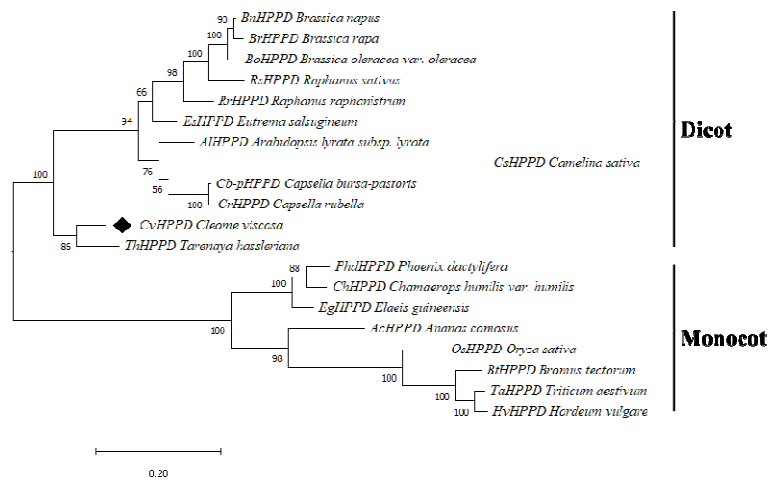 90
BnHPPD Brassica napus
100
BrHPPD Brassica rapa
100
BoHPPD Brassica oleracea var. oleracea
98
RsHPPD Raphanus sativus
66
RrHPPD Raphanus raphanistrum
94
EsHPPD Eutrema salsugineum
AlHPPD Arabidopsis lyrata subsp. lyrata
Dicot
CsHPPD Camelina sativa
76
100
56
Cb-pHPPD Capsella bursa-pastoris
100
CrHPPD Capsella rubella
CvHPPD Cleome viscosa
86
ThHPPD Tarenaya hassleriana
88
PhdHPPD Phoenix dactylifera
100
ChHPPD Chamaerops humilis var. humilis
EgHPPD Elaeis guineensis
100
AcHPPD Ananas comosus
Monocot
98
OsHPPD Oryza sativa
100
BtHPPD Bromus tectorum
100
TaHPPD Triticum aestivum
100
HvHPPD Hordeum vulgare
0.20